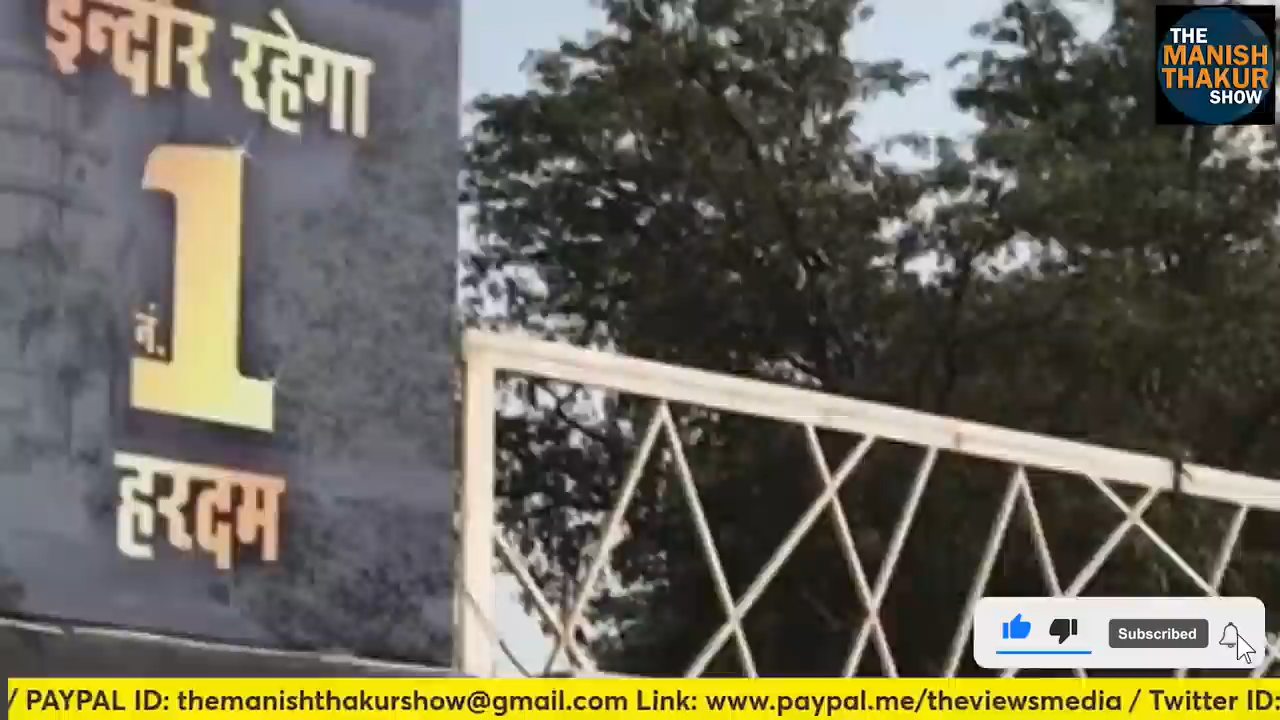 इन्दौर रहेगा
नं. 1
हरदम
THE
MANISH
THAKUR
SHOW
Subscribed
/ PAYPAL ID: themanishthakurshow@gmail.com Link: www.paypal.me/theviewsmedia / Twitter ID: